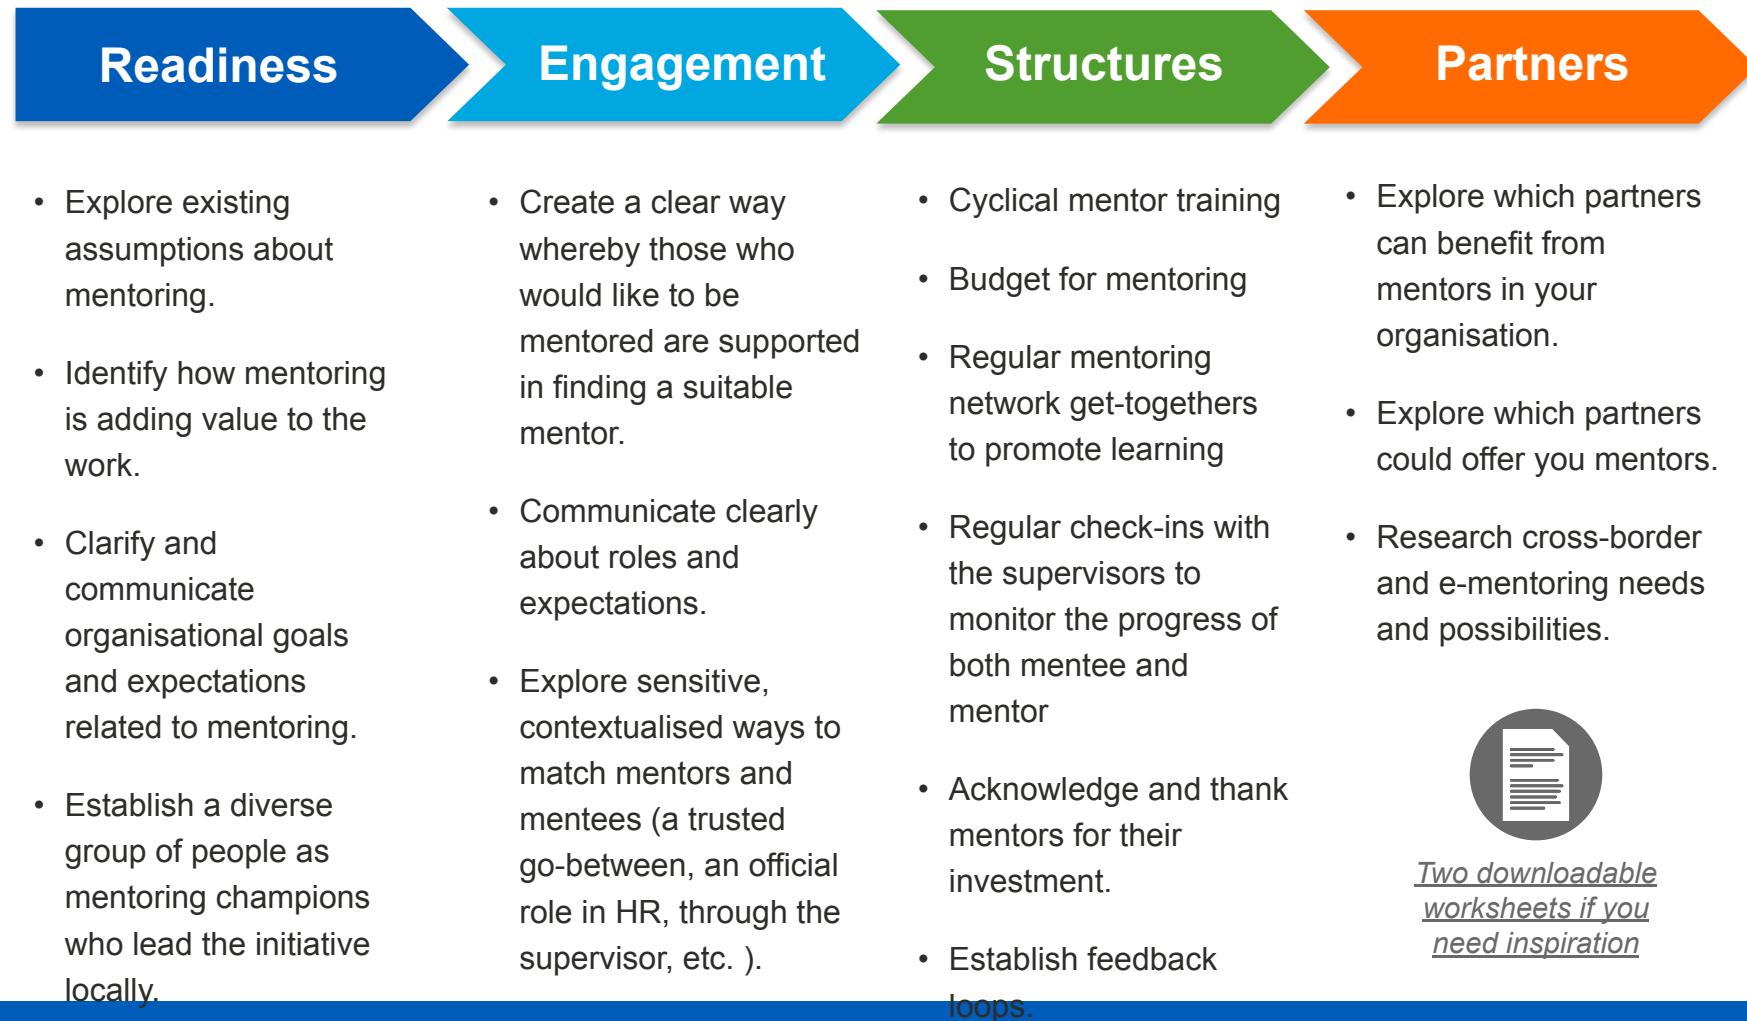 Readiness
Engagement
Structures
Partners
• Explore existing
assumptions about
mentoring.
• Identify how mentoring
is adding value to the
work.
• Clarify and
communicate
organisational goals
and expectations
related to mentoring.
• Establish a diverse
group of people as
mentoring champions
who lead the initiative
locally.
• Create a clear way
whereby those who
would like to be
mentored are supported
in finding a suitable
mentor.
• Communicate clearly
about roles and
expectations.
• Explore sensitive,
contextualised ways to
match mentors and
mentees (a trusted
go-between, an official
role in HR, through the
supervisor, etc. ).
• Cyclical mentor training
• Budget for mentoring
• Regular mentoring
network get-togethers
to promote learning
• Regular check-ins with
the supervisors to
monitor the progress of
both mentee and
mentor
• Acknowledge and thank
mentors for their
investment.
• Establish feedback
loops.
• Explore which partners
can benefit from
mentors in your
organisation.
• Explore which partners
could offer you mentors.
• Research cross-border
and e-mentoring needs
and possibilities.
Two downloadable
worksheets if you
need inspiration